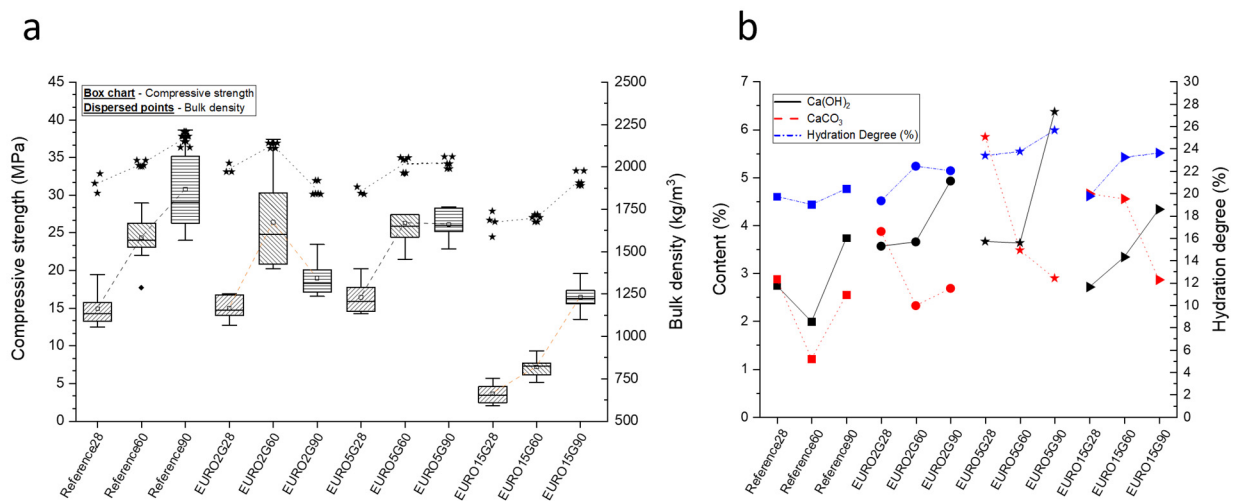 a
Box chart - Compressive strength
Dispersed points - Bulk density
Compressive strength (MPa)
45
40
35
30
25
20
15
10
5
0
Bulk density (kg/m³)
2500
2250
2000
1750
1500
1250
1000
750
500
Reference28
Reference60
Reference90
EURO2G28
EURO2G60
EURO2G90
EURO5G28
EURO5G60
EURO5G90
EURO15G28
EURO15G60
EURO15G90
b
Ca(OH)₂
CaCO₃
Hydration Degree (%)
Content (%)
7
6
5
4
3
2
1
0
Hydration degree (%)
30
28
26
24
22
20
18
16
14
12
10
8
6
4
2
0
Reference28
Reference60
Reference90
EURO2G28
EURO2G60
EURO2G90
EURO5G28
EURO5G60
EURO5G90
EURO15G28
EURO15G60
EURO15G90